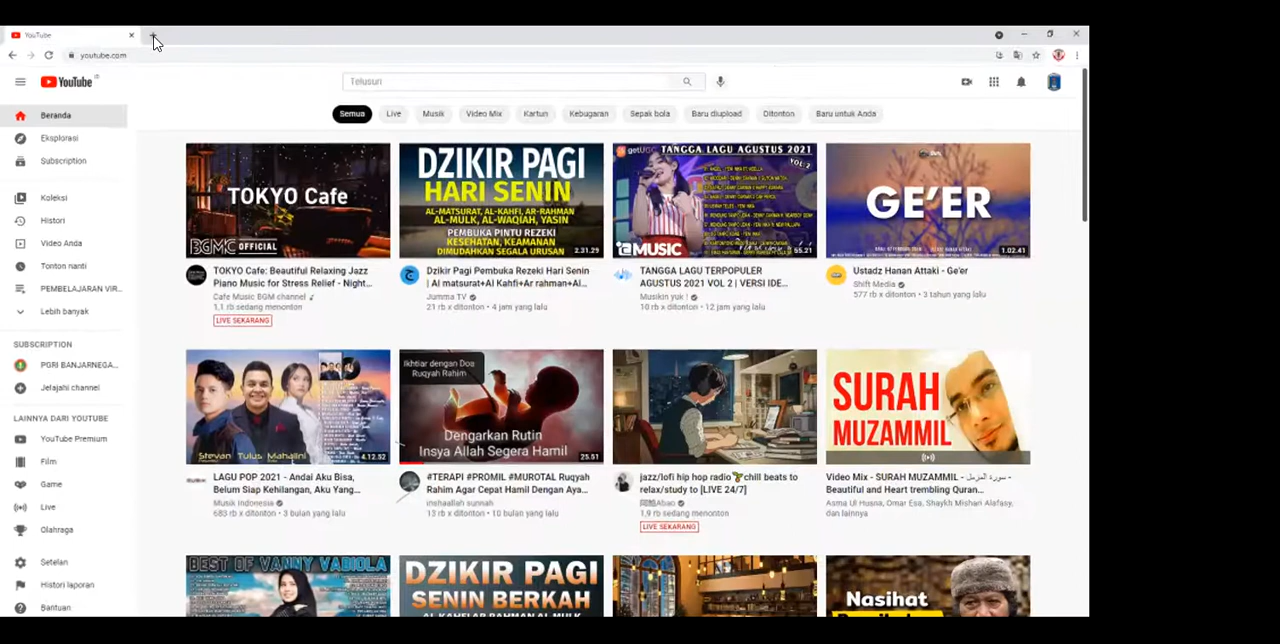 YouTube
youtube.com
YouTube ID
Telusuri
Semua
Live
Musik
Video Mix
Kartun
Kebugaran
Sepak bola
Baru diupload
Ditonton
Baru untuk Anda
Beranda
Eksplorasi
Subscription
Koleksi
Histori
Video Anda
Tonton nanti
PEMBELAJARAN VIR...
Lebih banyak
SUBSCRIPTION
PGRI BANJARNEGA...
Jelajahi channel
LAINNYA DARI YOUTUBE
YouTube Premium
Film
Game
Live
Olahraga
Setelan
Histori laporan
Bantuan
TOKYO Cafe
BGMC OFFICIAL
TOKYO Cafe: Beautiful Relaxing Jazz
Piano Music for Stress Relief - Night...
Cafe Music BGM channel
1,1 rb sedang menonton
LIVE SEKARANG
DZIKIR PAGI
HARI SENIN
AL-MATSURAT, AL-KAHFI, AR-RAHMAN
AL-MULK, AL-WAQIAH, YASIN
PEMBUKA PINTU REZEKI
KESEHATAN, KEAMANAN
DIMUDAHKAN SEGALA URUSAN
2.31.29
Dzikir Pagi Pembuka Rezeki Hari Senin
| Al matsurat+Al Kahfi+Ar rahman+Al...
Jumma TV
21 rb x ditonton • 4 jam yang lalu
getUGC TANGGA LAGU AGUSTUS 2021
VOL 2
MUSIC
55.21
TANGGA LAGU TERPOPULER
AGUSTUS 2021 VOL 2 | VERSI IDE...
Musikin yuk !
10 rb x ditonton • 12 jam yang lalu
GE'ER
1.02.41
Ustadz Hanan Attaki - Ge'er
Shift Media
577 rb x ditonton • 3 tahun yang lalu
Stevan Tulus Mahalini
4.12.52
LAGU POP 2021 - Andai Aku Bisa,
Belum Siap Kehilangan, Aku Yang...
Musik Indonesia
683 rb x ditonton • 3 bulan yang lalu
Ikhtiar dengan Doa
Ruqyah Rahim
Dengarkan Rutin
Insya Allah Segera Hamil
25.51
#TERAPI #PROMIL #MUROTAL Ruqyah
Rahim Agar Cepat Hamil Dengan Aya...
inshaallah sunnah
13 rb x ditonton • 10 bulan yang lalu
jazz/lofi hip hop radio🌱chill beats to
relax/study to [LIVE 24/7]
1,9 rb sedang menonton
LIVE SEKARANG
SURAH
MUZAMMIL
Video Mix - SURAH MUZAMMIL - سورة المزمل -
Beautiful and Heart trembling Quran...
Asma Ul Husna, Omar Esa, Shaykh Mishari Alafasy,
dan lainnya
BEST OF VANNY VABIOLA
DZIKIR PAGI
SENIN BERKAH
Nasihat